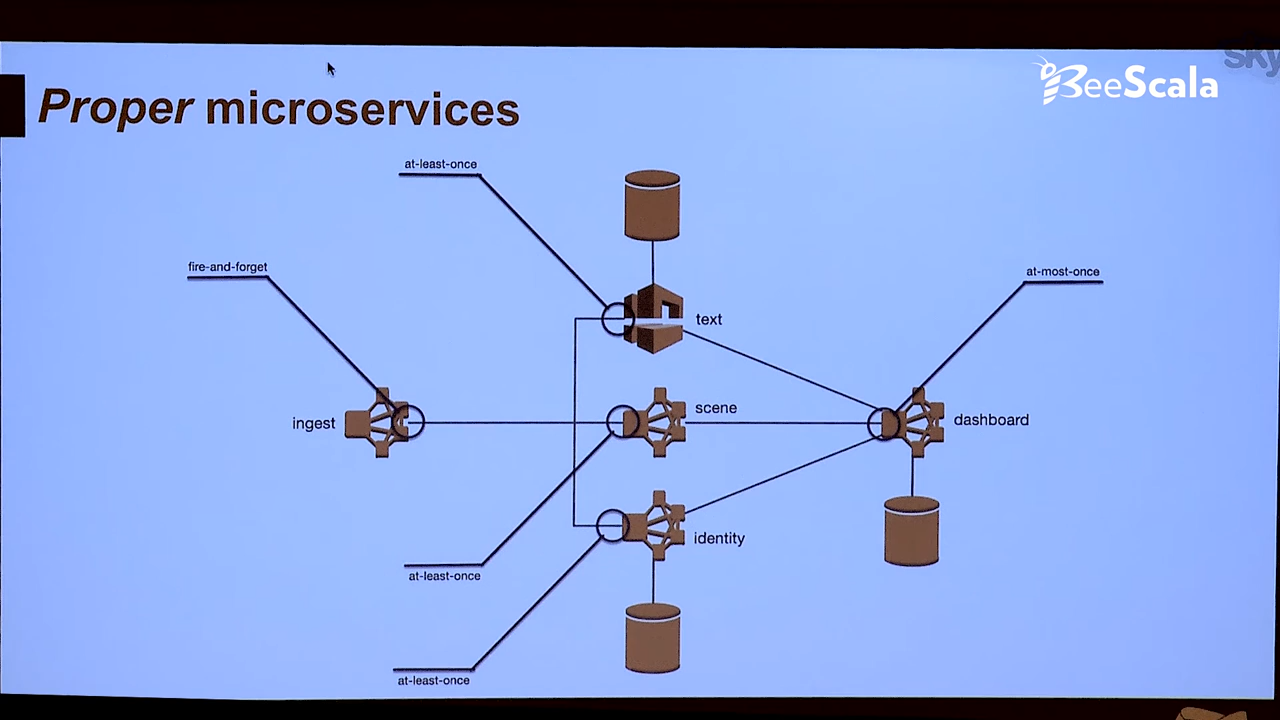 sky
BeeScala
Proper microservices
at-least-once
fire-and-forget
at-most-once
text
scene
ingest
dashboard
identity
at-least-once
at-least-once